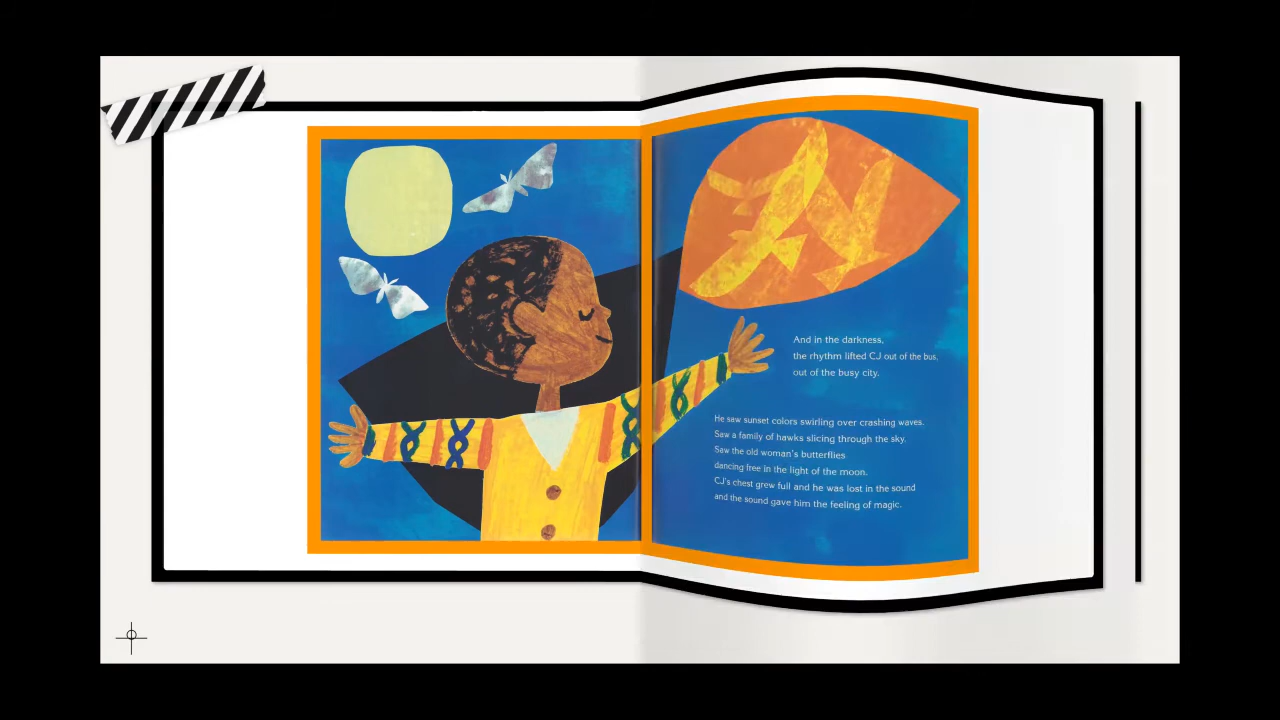 And in the darkness,
the rhythm lifted CJ out of the bus,
out of the busy city.
He saw sunset colors swirling over crashing waves.
Saw a family of hawks slicing through the sky.
Saw the old woman's butterflies
dancing free in the light of the moon.
CJ's chest grew full and he was lost in the sound
and the sound gave him the feeling of magic.